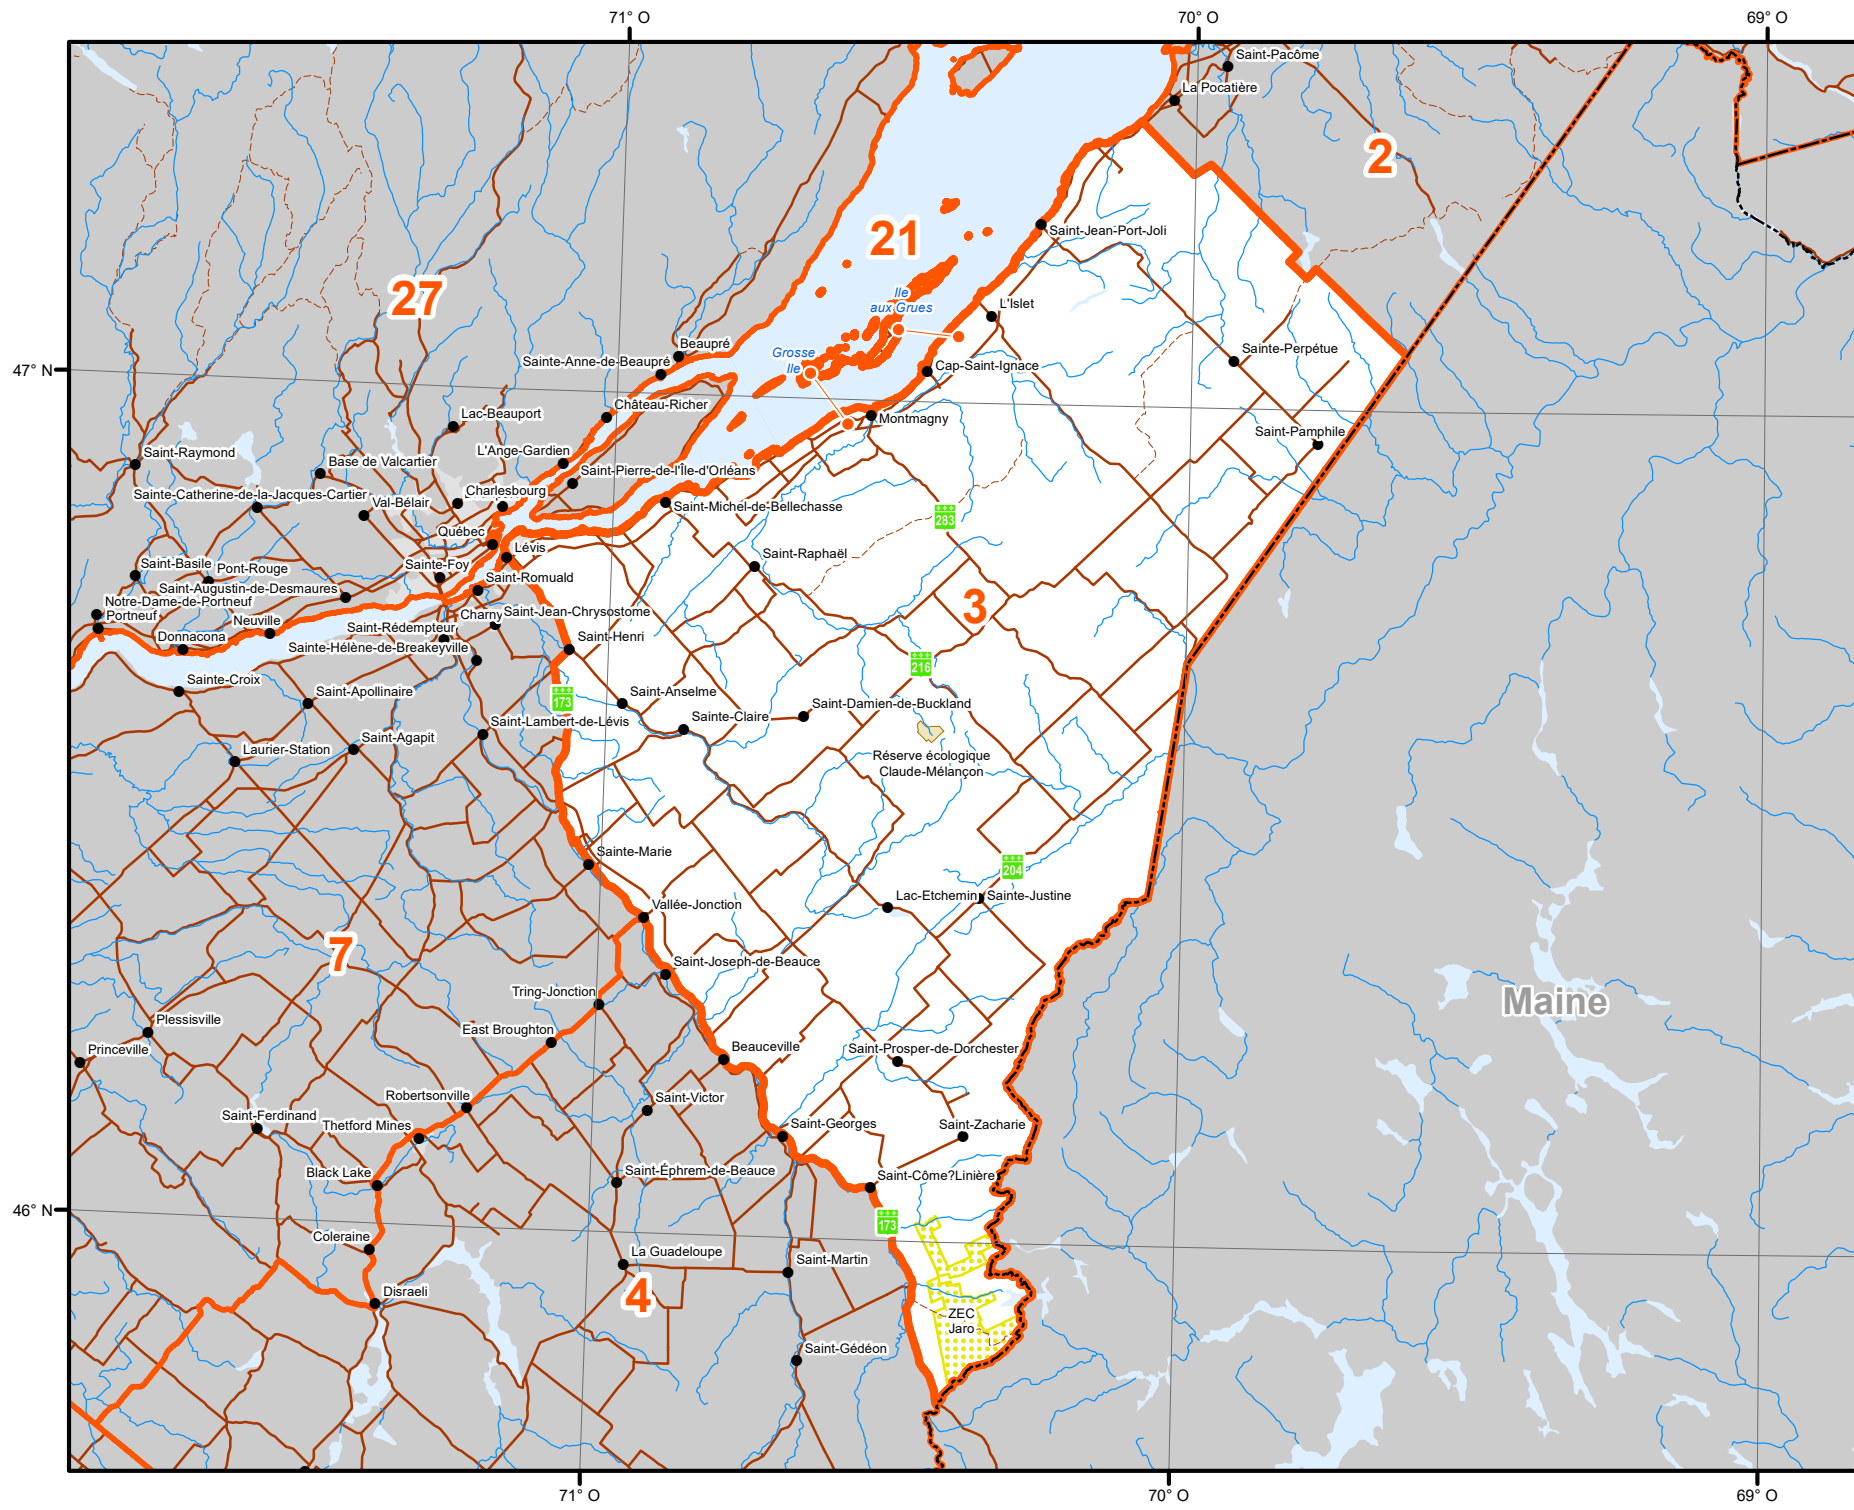 71° O
70° O
69° O
Saint-Pacôme
La Pocatière
2
21
Saint-Jean-Port-Joli
27
Ile
aux Grues
L'Islet
Beaupré
Grosse
Ile
Sainte-Anne-de-Beaupré
Sainte-Perpétue
47° N
Cap-Saint-Ignace
Château-Richer
Lac-Beauport
Montmagny
Saint-Pamphile
L'Ange-Gardien
Saint-Raymond
Base de Valcartier
Saint-Pierre-de-l'Île-d'Orléans
Charlesbourg
Sainte-Catherine-de-la-Jacques-Cartier
Val-Bélair
Saint-Michel-de-Bellechasse
283
Québec
Lévis
Saint-Raphaël
Saint-Basile
Pont-Rouge
Sainte-Foy
Saint-Romuald
Saint-Augustin-de-Desmaures
Notre-Dame-de-Portneuf
Portneuf
Neuville
Charny
Saint-Jean-Chrysostome
3
Donnacona
Saint-Rédempteur
Saint-Henri
Sainte-Hélène-de-Breakeyville
216
Sainte-Croix
Saint-Apollinaire
173
Saint-Anselme
Saint-Damien-de-Buckland
Saint-Lambert-de-Lévis
Sainte-Claire
Laurier-Station
Saint-Agapit
Réserve écologique
Claude-Mélançon
Sainte-Marie
204
Lac-Etchemin
Sainte-Justine
Vallée-Jonction
7
Saint-Joseph-de-Beauce
Tring-Jonction
Maine
Plessisville
East Broughton
Princeville
Beauceville
Saint-Prosper-de-Dorchester
Robertsonville
Saint-Victor
Saint-Ferdinand
Thetford Mines
Saint-Georges
Saint-Zacharie
Black Lake
Saint-Éphrem-de-Beauce
Saint-Côme?Linière
46° N
173
Coleraine
La Guadeloupe
Saint-Martin
4
Disraeli
ZEC
Jaro
Saint-Gédéon
71° O
70° O
69° O